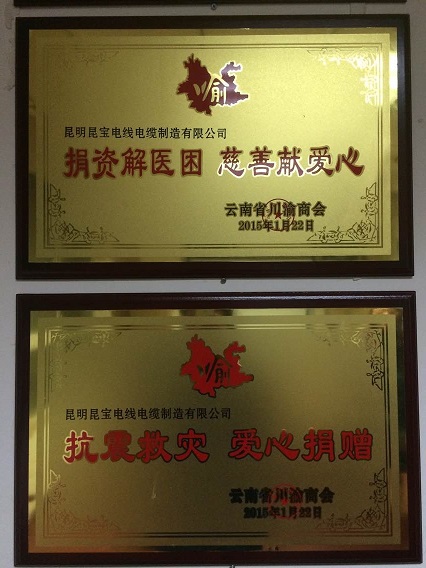 渝
昆明昆宝电线电缆制造有限公司
捐资解医困 慈善献爱心
云南省川渝商会
2015年1月22日
渝
昆明昆宝电线电缆制造有限公司
抗震救灾 爱心捐赠
云南省川渝商会
2015年1月22日